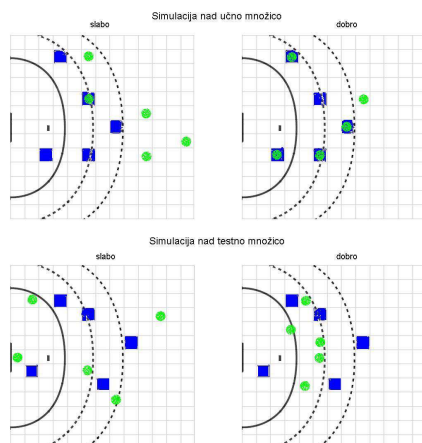 Simulacija nad učno množico
slabo
dobro
Simulacija nad testno množico
slabo
dobro